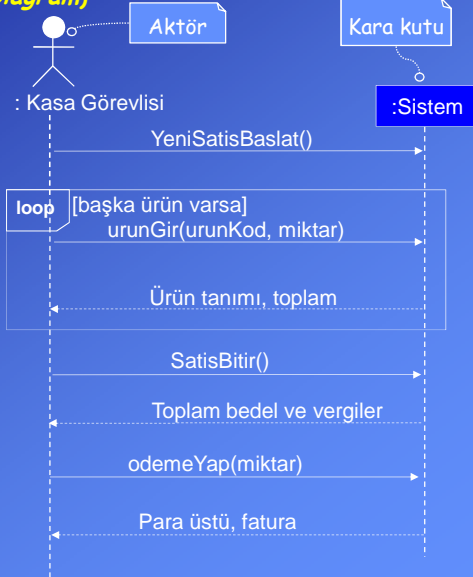 Aktör
Kara kutu
: Kasa Görevlisi
:Sistem
YeniSatisBaslat()
loop [başka ürün varsa]
urunGir(urunKod, miktar)
Ürün tanımı, toplam
SatisBitir()
Toplam bedel ve vergiler
odemeYap(miktar)
Para üstü, fatura